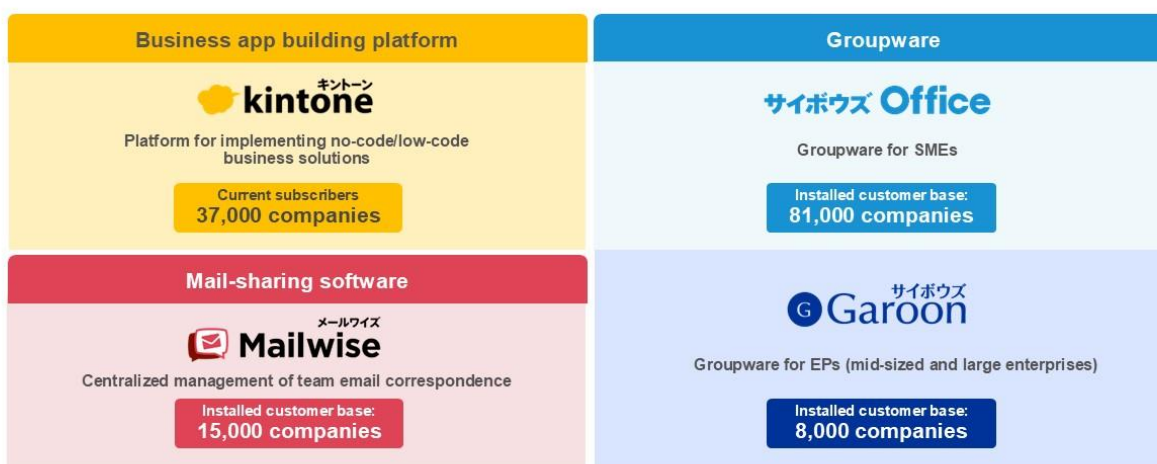 Business app building platform
キントーン
kintone
Platform for implementing no-code/low-code
business solutions
Current subscribers
37,000 companies
Mail-sharing software
メールワイズ
Mailwise
Centralized management of team email correspondence
Installed customer base:
15,000 companies
Groupware
サイボウズ Office
Groupware for SMEs
Installed customer base:
81,000 companies
サイボウズ
G Garoon
Groupware for EPs (mid-sized and large enterprises)
Installed customer base:
8,000 companies